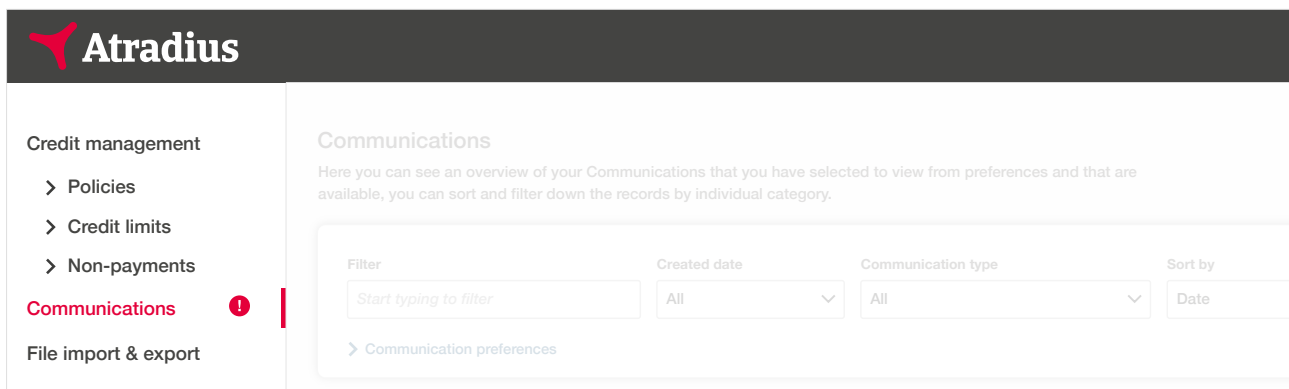 Atradius
Credit management
Policies
Credit limits
Non-payments
Communications
File import & export
Communications
Here you can see an overview of your Communications that you have selected to view from preferences and that are
available, you can sort and filter down the records by individual category.
Filter Created date Communication type Sort by
Start typing to filter All All Date
Communication preferences